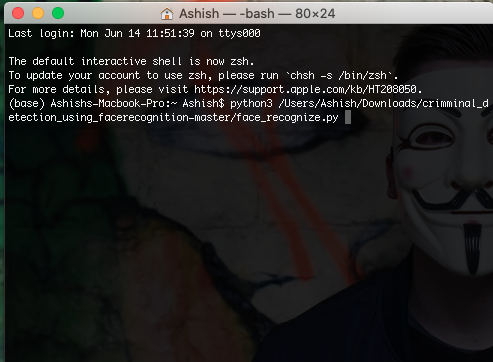 Ashish — -bash — 80×24
Last login: Mon Jun 14 11:51:39 on ttys000
The default interactive shell is now zsh.
To update your account to use zsh, please run `chsh -s /bin/zsh`.
For more details, please visit https://support.apple.com/kb/HT208050.
(base) Ashishs-Macbook-Pro:~ Ashish$ python3 /Users/Ashish/Downloads/crimminal_d
etection_using_facerecognition-master/face_recognize.py